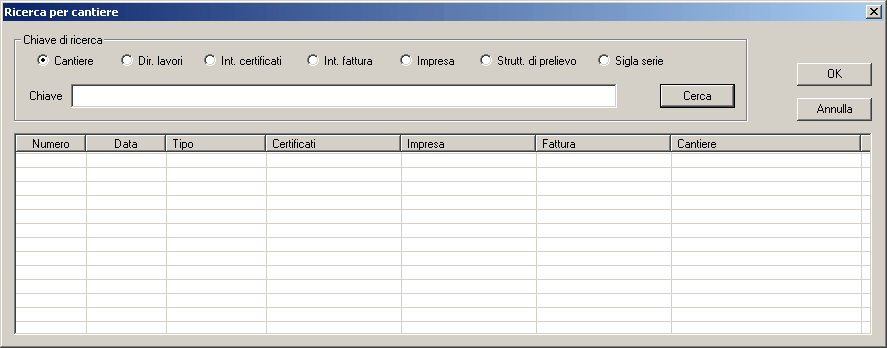 Ricerca per cantiere
Chiave di ricerca
Cantiere Dir. lavori Int. certificati Int. fattura Impresa Strutt. di prelievo Sigla serie
OK
Chiave Cerca
Annulla
Numero Data Tipo Certificati Impresa Fattura Cantiere